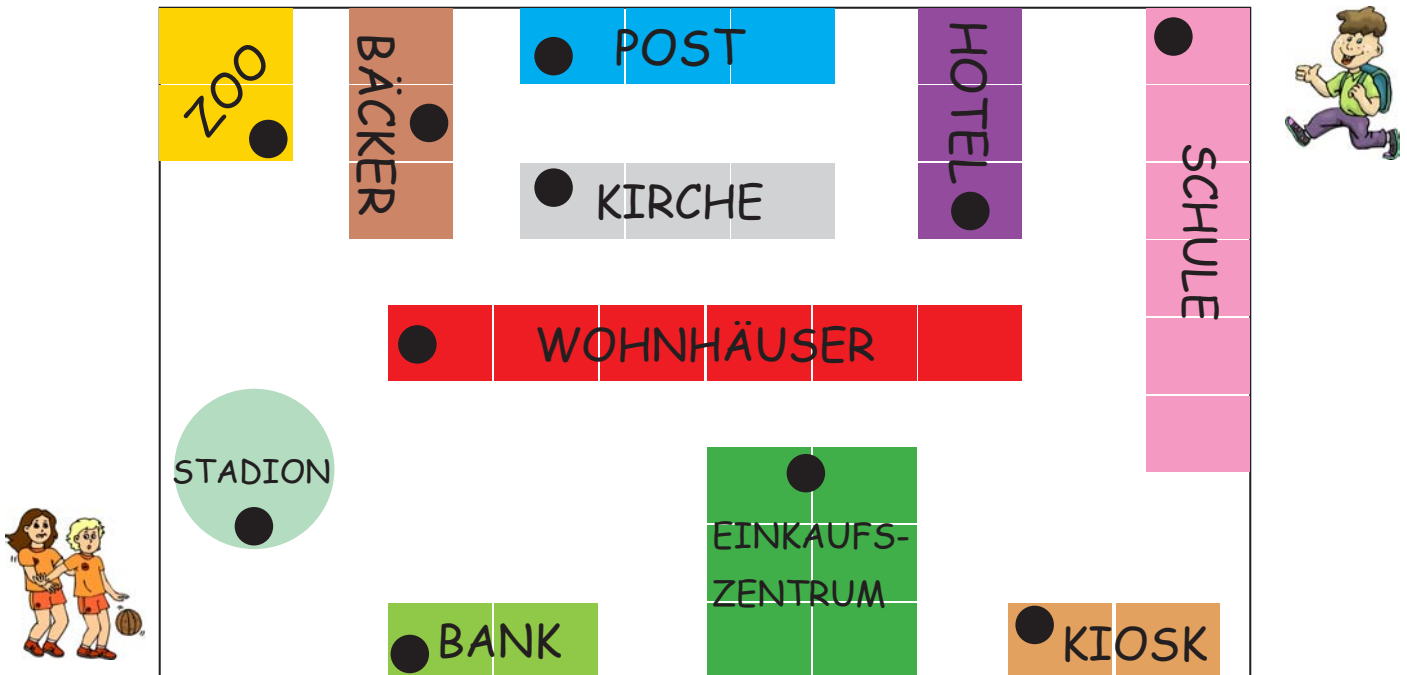 ZOO
BÄCKER
POST
HOTEL
SCHULE
KIRCHE
WOHNHÄUSER
STADION
EINKAUFS-
ZENTRUM
BANK
KIOSK